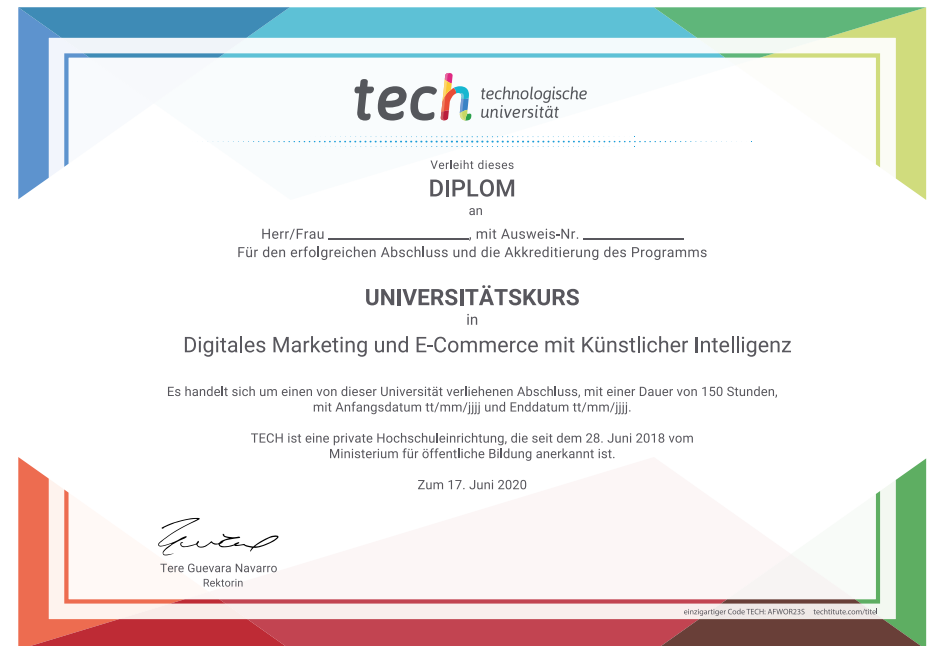 tech technologische
universität
Verleiht dieses
DIPLOM
an
Herr/Frau ____________________, mit Ausweis-Nr. ______________
Für den erfolgreichen Abschluss und die Akkreditierung des Programms
UNIVERSITÄTSKURS
in
Digitales Marketing und E-Commerce mit Künstlicher Intelligenz
Es handelt sich um einen von dieser Universität verliehenen Abschluss, mit einer Dauer von 150 Stunden,
mit Anfangsdatum tt/mm/jjjj und Enddatum tt/mm/jjjj.
TECH ist eine private Hochschuleinrichtung, die seit dem 28. Juni 2018 vom
Ministerium für öffentliche Bildung anerkannt ist.
Zum 17. Juni 2020
Tere Guevara Navarro
Rektorin
einzigartiger Code TECH: AFWOR23S techtitute.com/titel